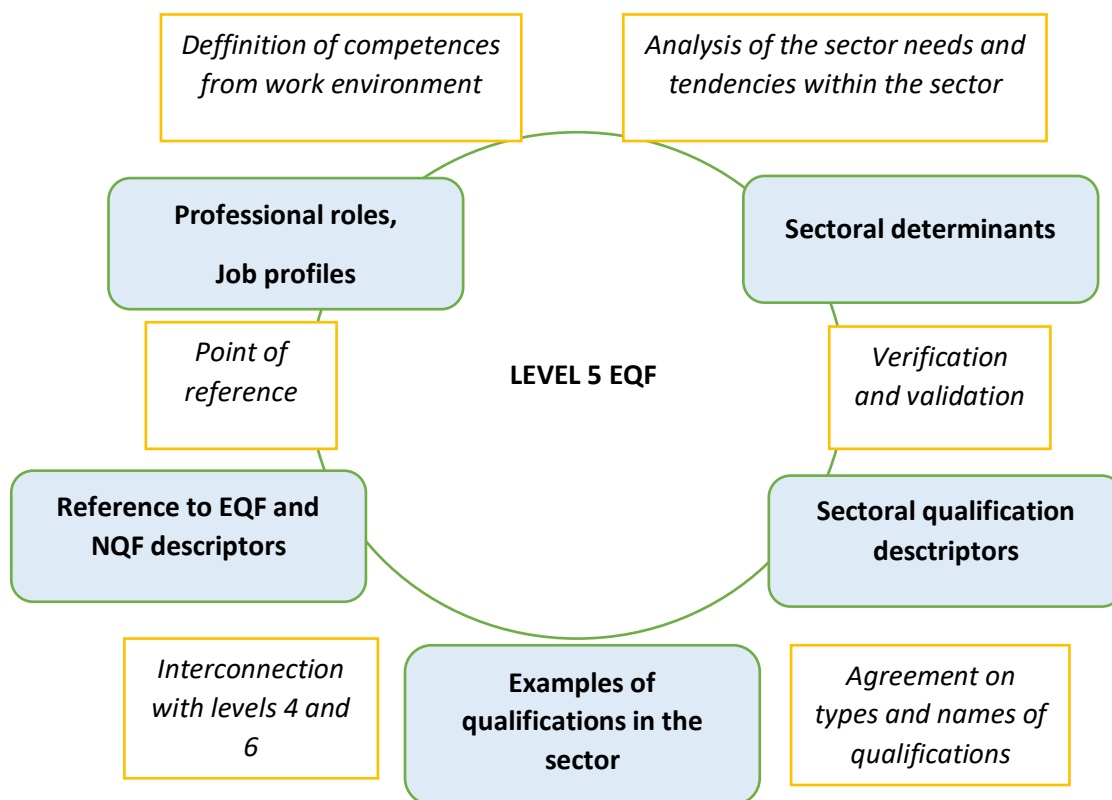 Deffinition of competences
from work environment
Analysis of the sector needs and
tendencies within the sector
Professional roles,
Job profiles
Sectoral determinants
Point of
reference
LEVEL 5 EQF
Verification
and validation
Reference to EQF and
NQF descriptors
Sectoral qualification
desctriptors
Interconnection
with levels 4 and
6
Examples of
qualifications in the
sector
Agreement on
types and names of
qualifications